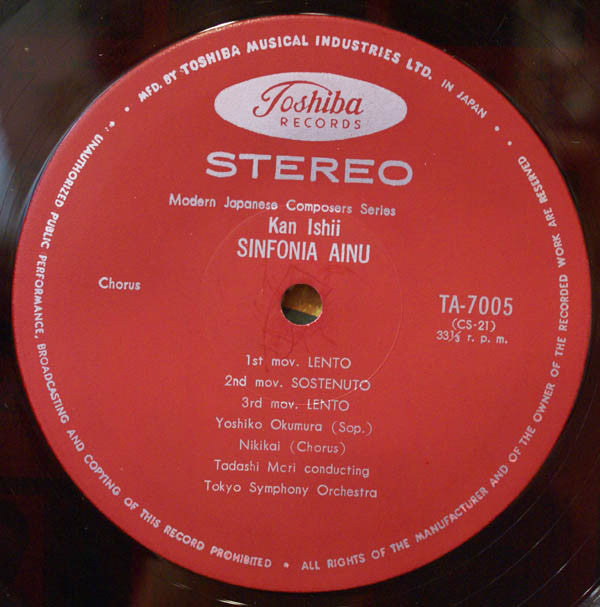 MFD. BY TOSHIBA MUSICAL INDUSTRIES LTD. IN JAPAN
Toshiba
RECORDS
STEREO
Modern Japanese Composers Series
Kan Ishii
SINFONIA AINU
Chorus
TA-7005
(CS-21)
33⅓ r. p. m.
1st mov. LENTO
2nd mov. SOSTENUTO
3rd mov. LENTO
Yoshiko Okumura (Sop.)
Nikikai (Chorus)
Tadashi Mori conducting
Tokyo Symphony Orchestra
UNAUTHORIZED PUBLIC PERFORMANCE, BROADCASTING AND COPYING OF THIS RECORD PROHIBITED * ALL RIGHTS OF THE MANUFACTURER AND OF THE OWNER OF THE RECORDED WORK ARE RESERVED